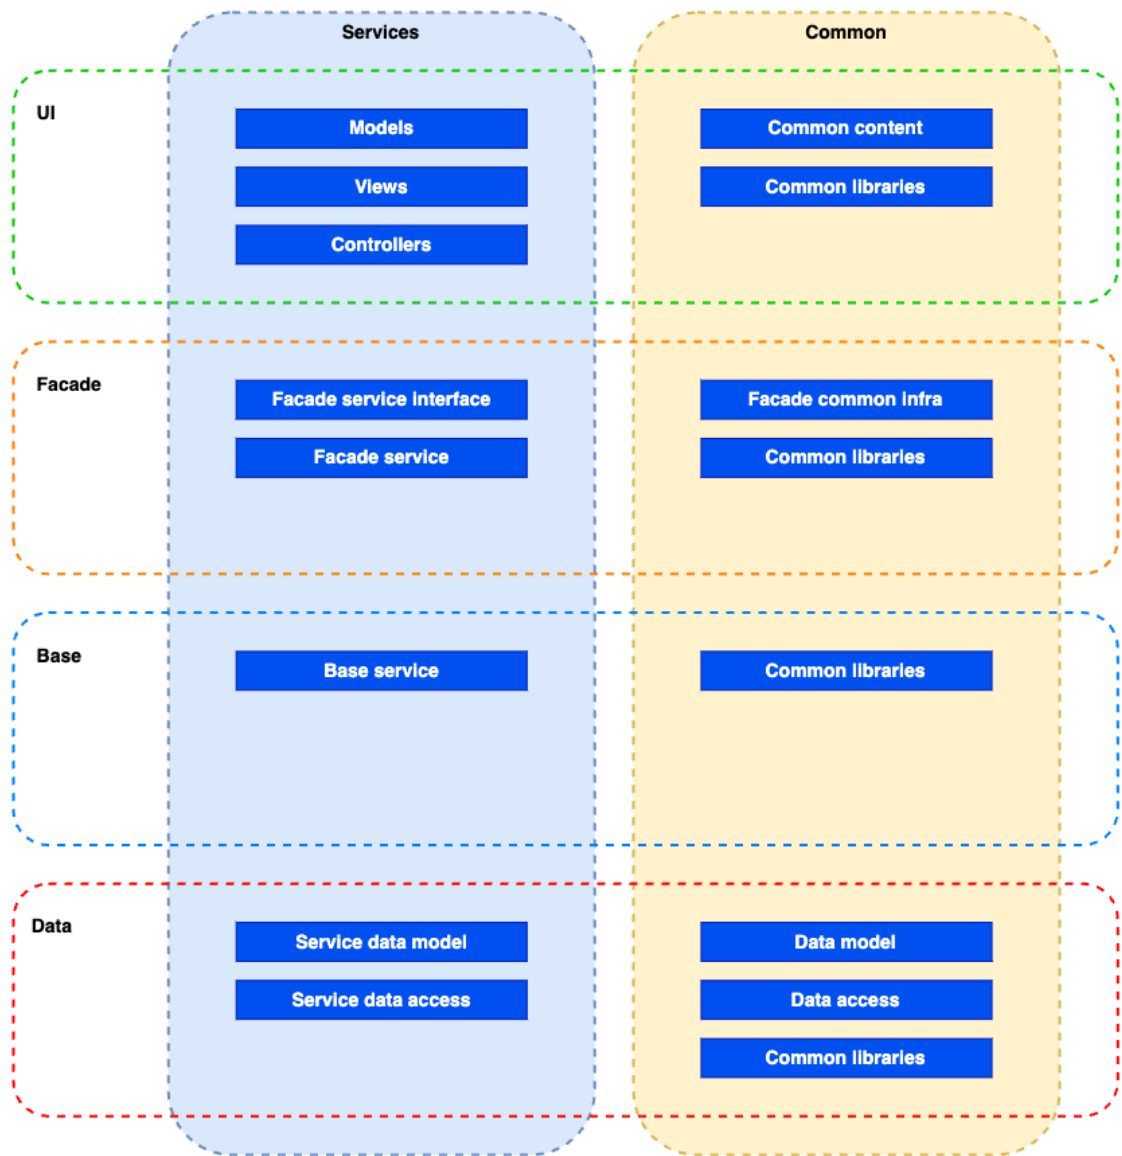 Services
Common
UI
Models
Common content
Views
Common libraries
Controllers
Facade
Facade service interface
Facade common infra
Facade service
Common libraries
Base
Base service
Common libraries
Data
Service data model
Data model
Service data access
Data access
Common libraries